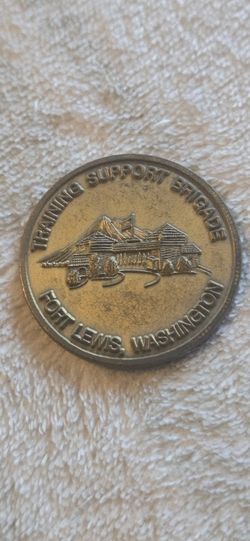 TRAINING SUPPORT BRIGADE
FORT LEWIS, WASHINGTON